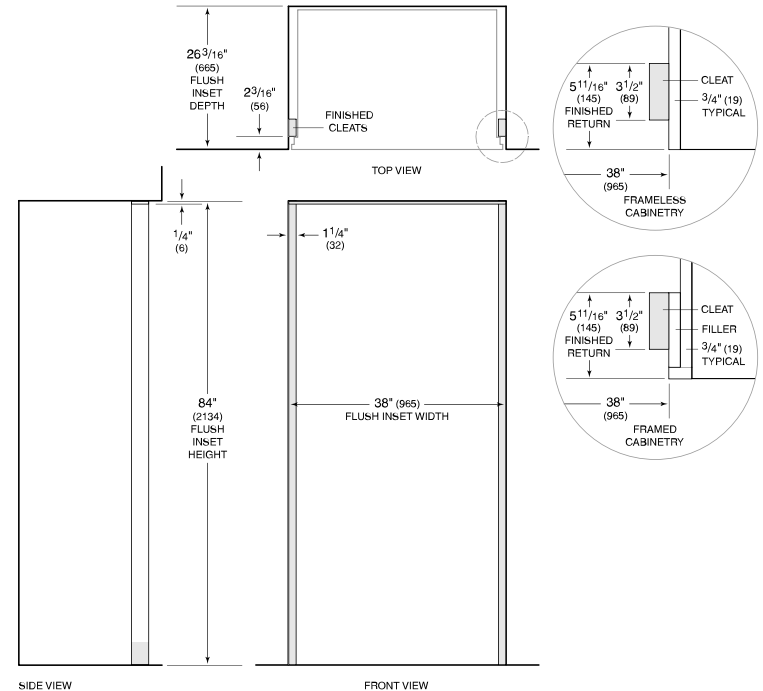 26 3/16"
(665)
FLUSH
INSET
DEPTH
2 3/16"
(56)
FINISHED
CLEATS
TOP VIEW
5 11/16"
(145)
FINISHED
RETURN
3 1/2"
(89)
CLEAT
3/4" (19)
TYPICAL
38"
(965)
FRAMELESS
CABINETRY
1/4"
(6)
1 1/4"
(32)
84"
(2134)
FLUSH
INSET
HEIGHT
38" (965)
FLUSH INSET WIDTH
5 11/16"
(145)
FINISHED
RETURN
3 1/2"
(89)
CLEAT
FILLER
3/4" (19)
TYPICAL
38"
(965)
FRAMED
CABINETRY
SIDE VIEW
FRONT VIEW